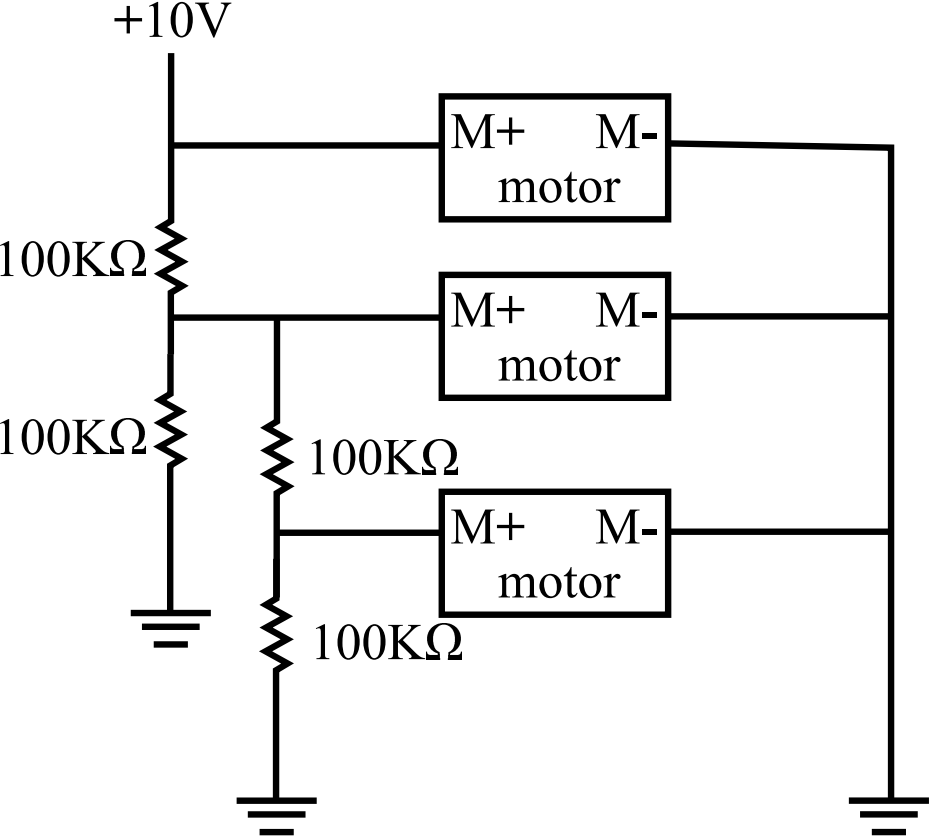 +10V
M+ M-
motor
100KΩ
M+ M-
motor
100KΩ
100KΩ
M+ M-
motor
100KΩ